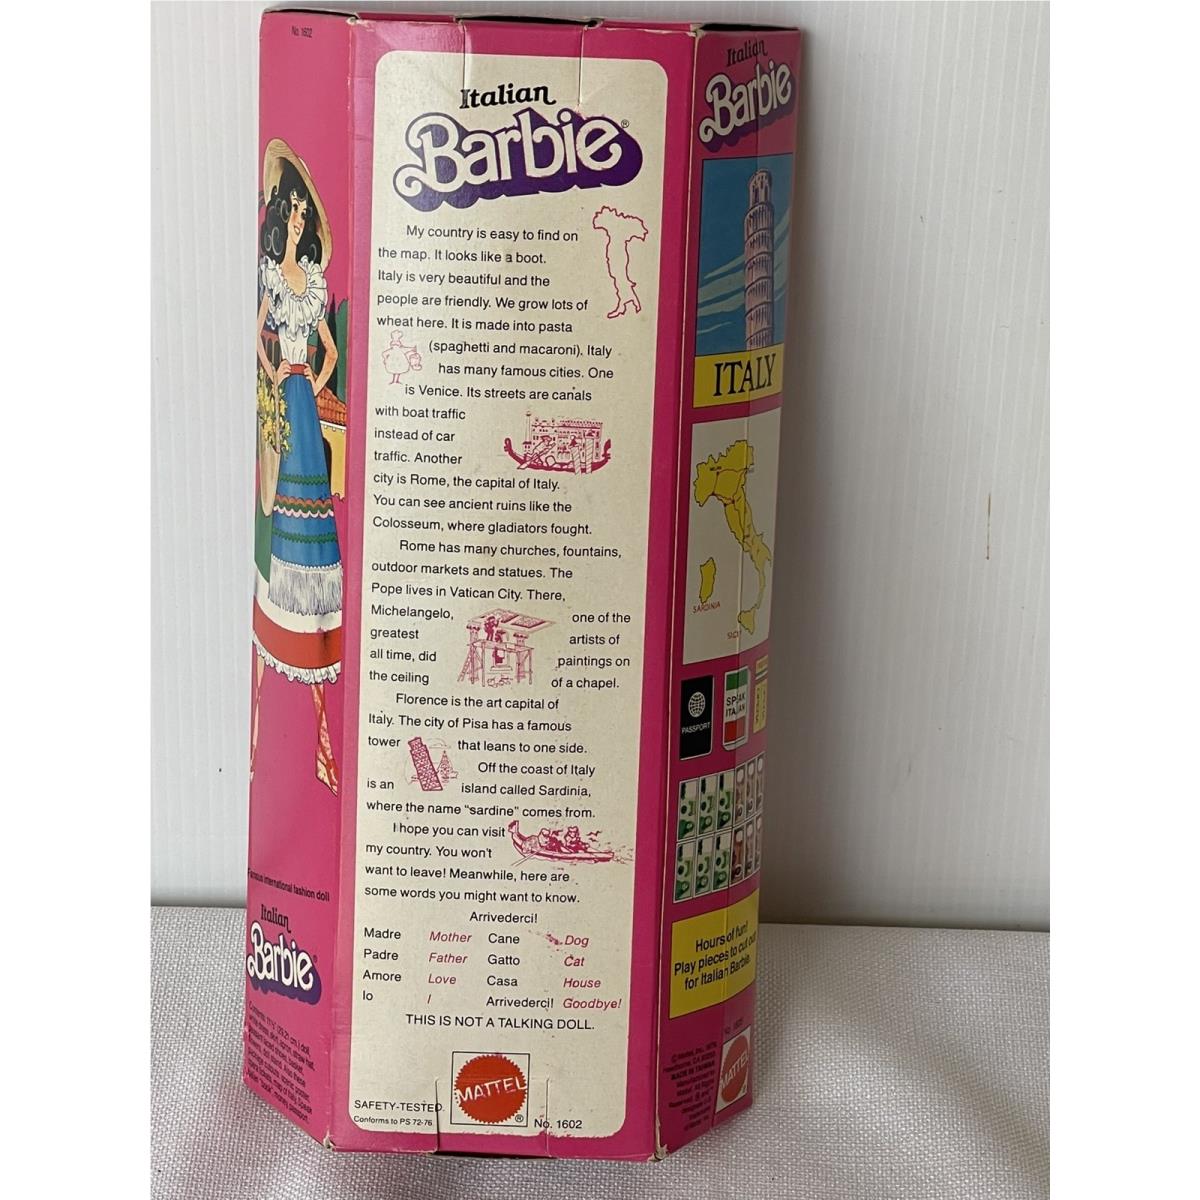 No. 1602
Famous international fashion doll
Italian
Barbie®
Italian
Barbie®
My country is easy to find on
the map. It looks like a boot.
Italy is very beautiful and the
people are friendly. We grow lots of
wheat here. It is made into pasta
(spaghetti and macaroni). Italy
has many famous cities. One
is Venice. Its streets are canals
with boat traffic
instead of car
traffic. Another
city is Rome, the capital of Italy.
You can see ancient ruins like the
Colosseum, where gladiators fought.
Rome has many churches, fountains,
outdoor markets and statues. The
Pope lives in Vatican City. There,
Michelangelo, one of the
greatest artists of
all time, did paintings on
the ceiling of a chapel.
Florence is the art capital of
Italy. The city of Pisa has a famous
tower that leans to one side.
Off the coast of Italy
is an island called Sardinia,
where the name "sardine" comes from.
I hope you can visit
my country. You won't
want to leave! Meanwhile, here are
some words you might want to know.
Arrivederci!
Madre Mother Cane Dog
Padre Father Gatto Cat
Amore Love Casa House
Io I Arrivederci! Goodbye!
THIS IS NOT A TALKING DOLL.
SAFETY-TESTED.
Conforms to PS 72-76.
MATTEL
®
No. 1602
Italian
Barbie
ITALY
SARDINIA
SICILY
PASSPORT
SPEAK
ITALIAN
Hours of fun!
Play pieces to cut out
for Italian Barbie.
MATTEL